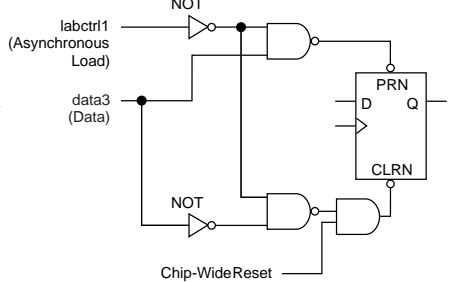 NOT
labctrl1
(Asynchronous
Load)
PRN
D Q
data3
(Data)
CLRN
NOT
Chip-Wide Reset